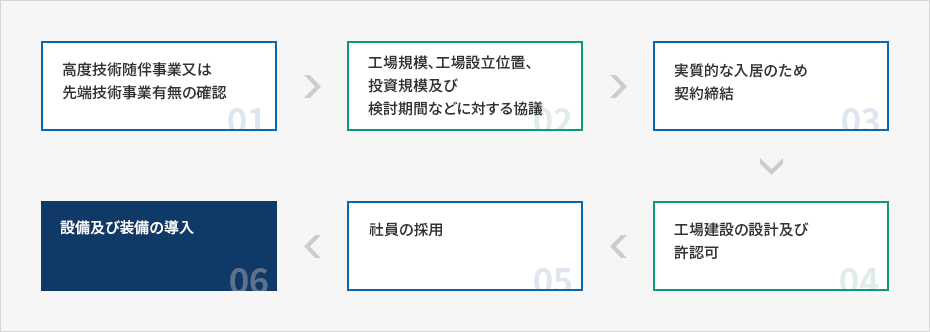 高度技術随伴事業又は
先端技術事業有無の確認
01
工場規模、工場設立位置、
投資規模及び
検討期間などに対する協議
02
実質的な入居のため
契約締結
03
工場建設の設計及び
許認可
04
社員の採用
05
設備及び装備の導入
06